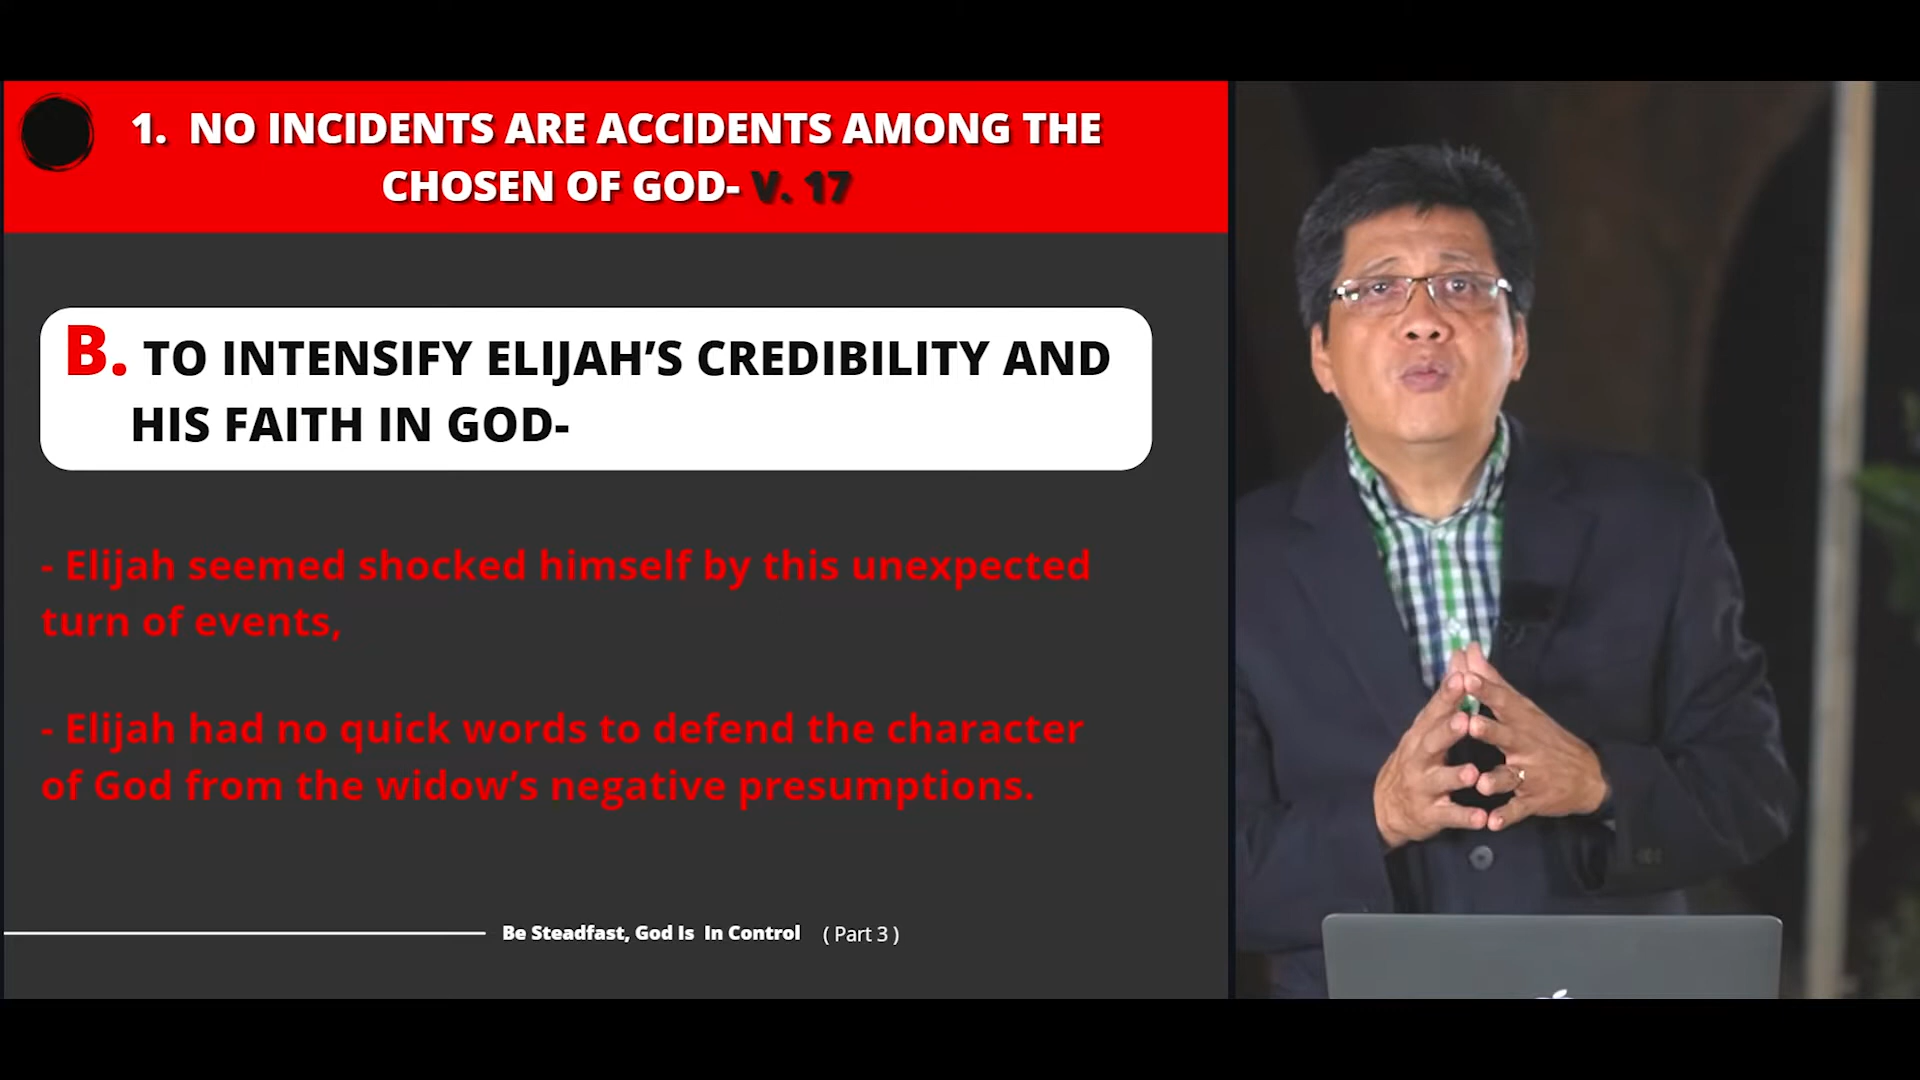 1. NO INCIDENTS ARE ACCIDENTS AMONG THE
CHOSEN OF GOD- V. 17
B. TO INTENSIFY ELIJAH’S CREDIBILITY AND
HIS FAITH IN GOD-
- Elijah seemed shocked himself by this unexpected
turn of events,
- Elijah had no quick words to defend the character
of God from the widow’s negative presumptions.
Be Steadfast, God Is In Control ( Part 3 )